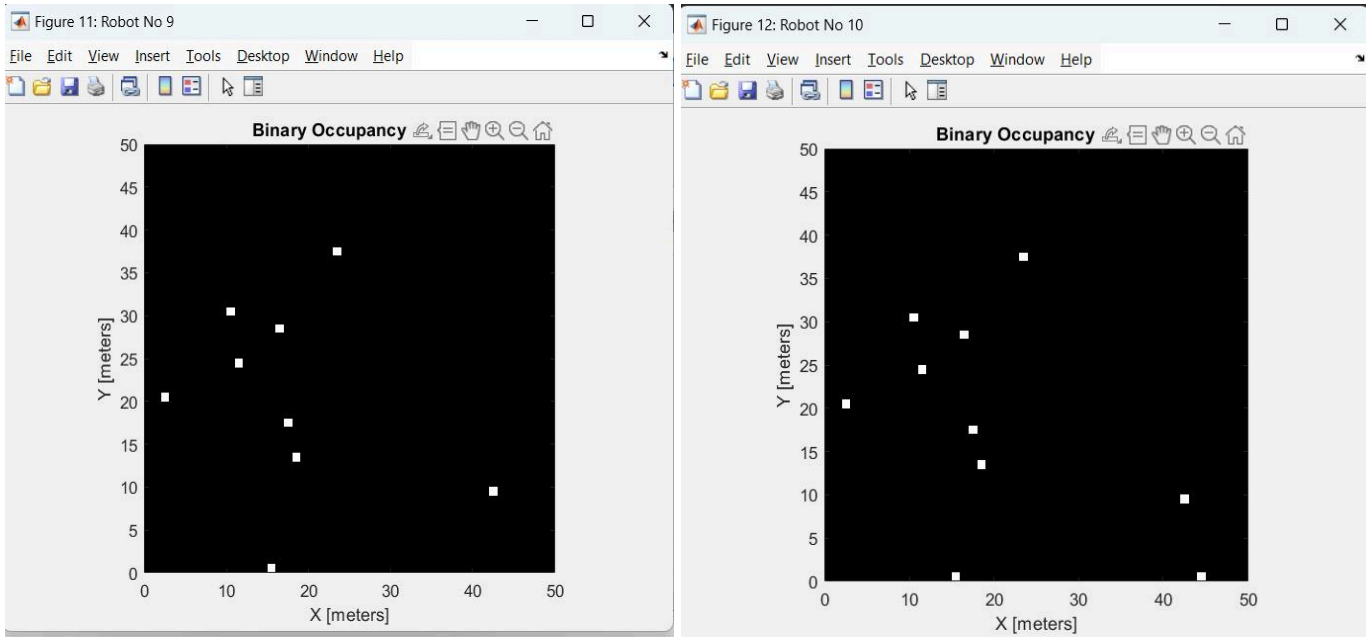 Figure 11: Robot No 9
File Edit View Insert Tools Desktop Window Help
Binary Occupancy
50
45
40
35
30
25
20
15
10
5
0
Y [meters]
0 10 20 30 40 50
X [meters]
Figure 12: Robot No 10
File Edit View Insert Tools Desktop Window Help
Binary Occupancy
50
45
40
35
30
25
20
15
10
5
0
Y [meters]
0 10 20 30 40 50
X [meters]